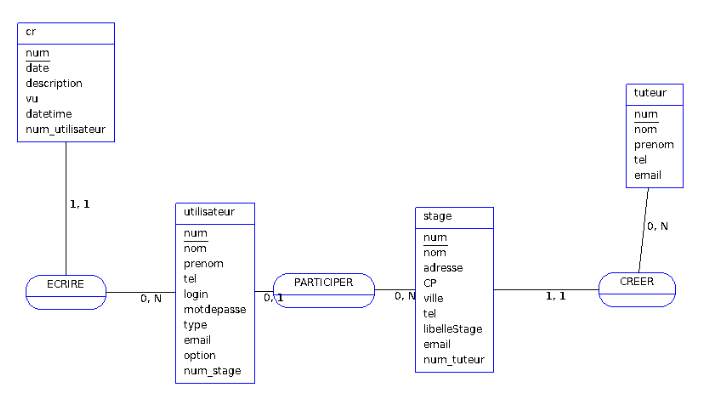 cr
num
date
description
vu
datetime
num_utilisateur
1, 1
ECRIRE
0, N
utilisateur
num
nom
prenom
tel
login
motdepasse
type
email
option
num_stage
0, 1
PARTICIPER
0, N
stage
num
nom
adresse
CP
ville
tel
libelleStage
email
num_tuteur
1, 1
CREER
0, N
tuteur
num
nom
prenom
tel
email